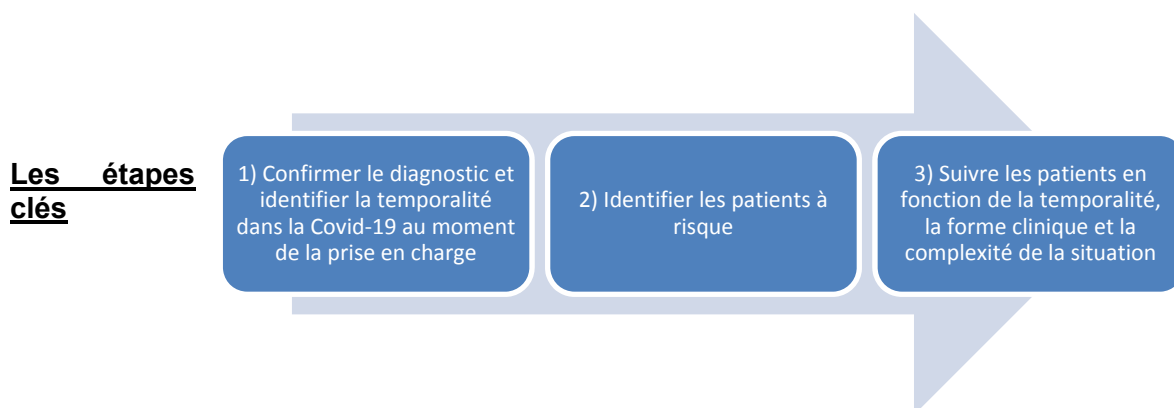 Les étapes
clés
1) Confirmer le diagnostic et
identifier la temporalité
dans la Covid-19 au moment
de la prise en charge
2) Identifier les patients à
risque
3) Suivre les patients en
fonction de la temporalité,
la forme clinique et la
complexité de la situation